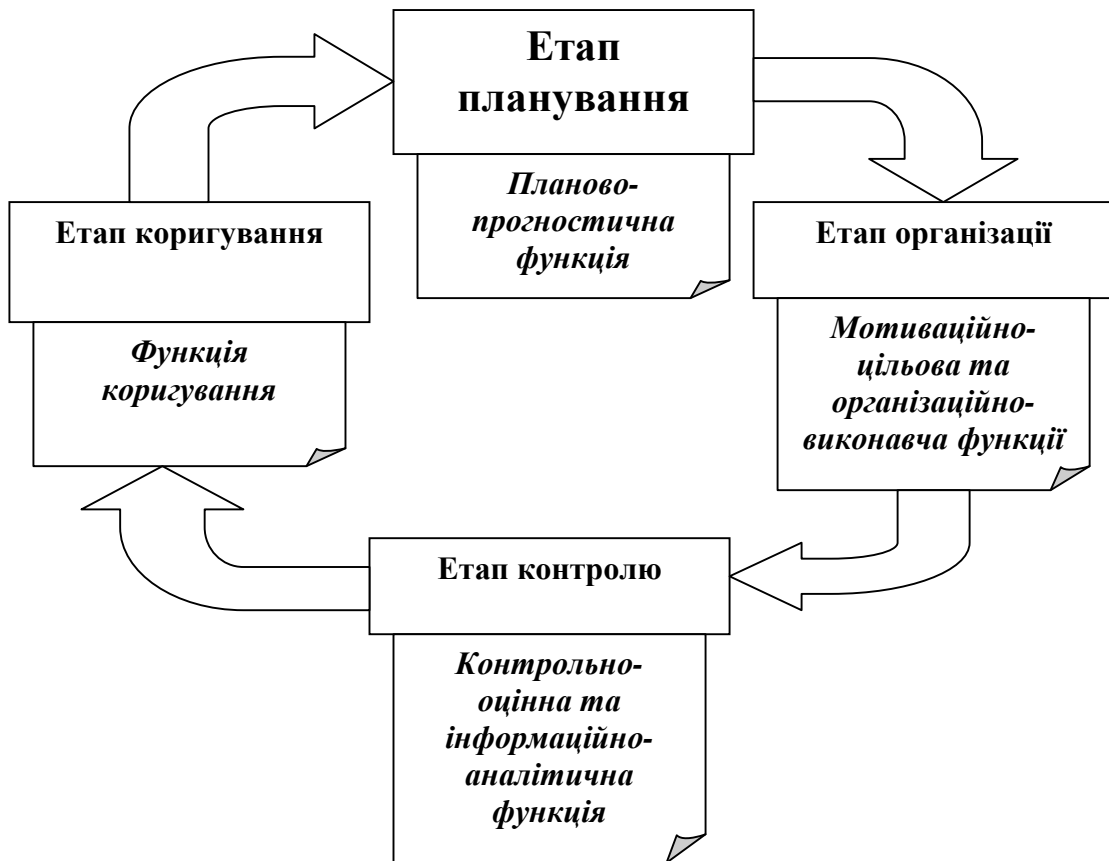 Етап
планування
Планово-
прогностична
функція
Етап організації
Мотиваційно-
цільова та
організаційно-
виконавча функції
Етап контролю
Контрольно-
оцінна та
інформаційно-
аналітична
функція
Етап коригування
Функція
коригування